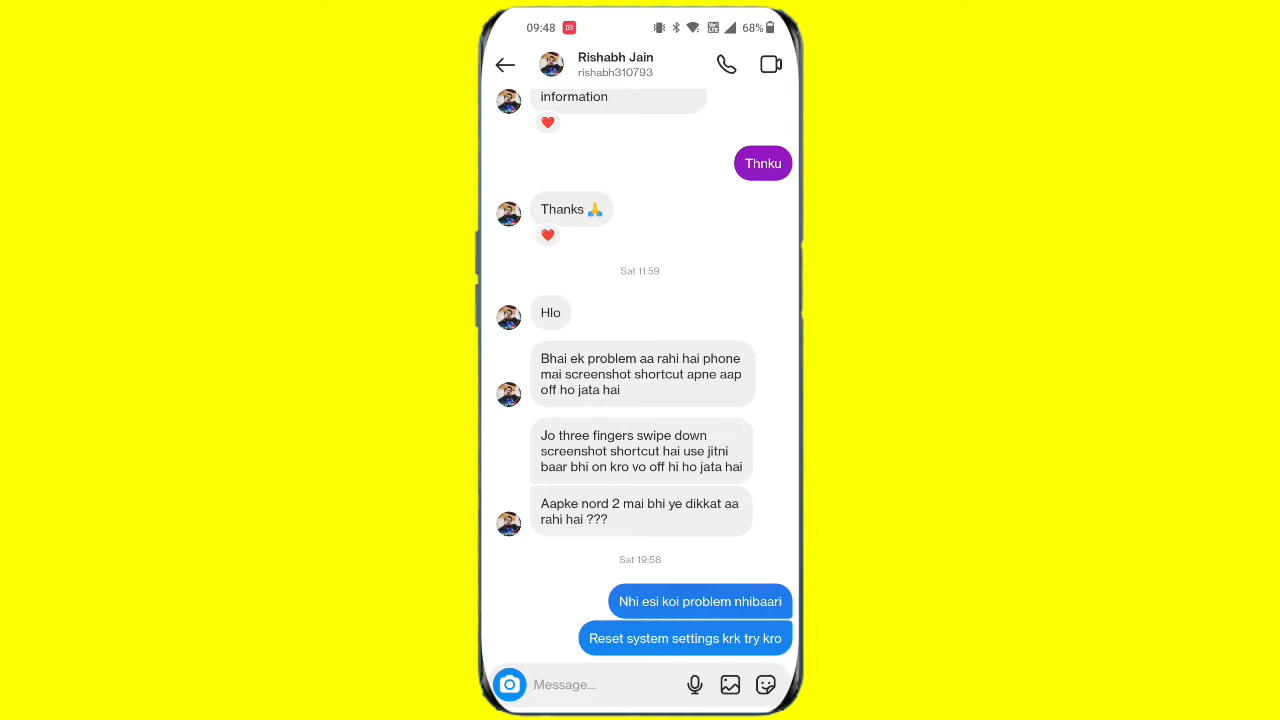 09:48
68%
Rishabh Jain
rishabh310793
information
Thnku
Thanks 🙏
Sat 11:59
Hlo
Bhai ek problem aa rahi hai phone
mai screenshot shortcut apne aap
off ho jata hai
Jo three fingers swipe down
screenshot shortcut hai use jitni
baar bhi on kro vo off hi ho jata hai
Aapke nord 2 mai bhi ye dikkat aa
rahi hai ???
Sat 19:58
Nhi esi koi problem nhibaari
Reset system settings krk try kro
Message...